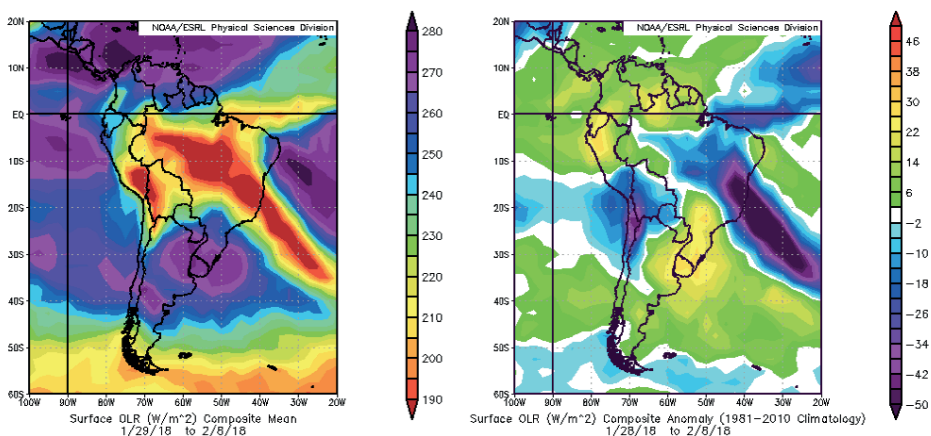 NOAA/ESRL Physical Sciences Division
20N
10N
EQ
10S
20S
30S
40S
50S
60S
100W 90W 80W 70W 60W 50W 40W 30W 20W
280
270
260
250
240
230
220
210
200
190
Surface OLR (W/m^2) Composite Mean
1/29/18 to 2/8/18
NOAA/ESRL Physical Sciences Division
20N
10N
EQ
10S
20S
30S
40S
50S
60S
100W 90W 80W 70W 60W 50W 40W 30W 20W
46
38
30
22
14
6
-2
-10
-18
-26
-34
-42
-50
Surface OLR (W/m^2) Composite Anomaly (1981-2010 Climatology)
1/28/18 to 2/8/18